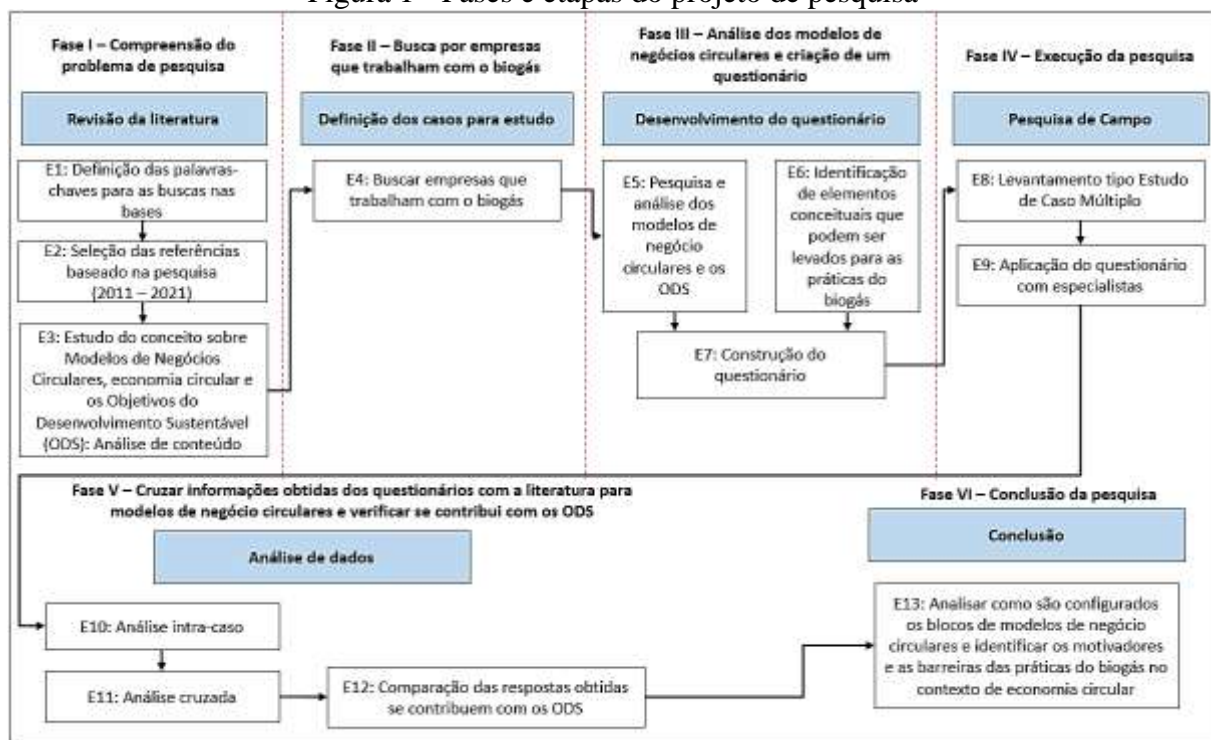 Figura 1 - Fases e etapas do projeto de pesquisa
Fase I – Compreensão do
problema de pesquisa
Revisão da literatura
E1: Definição das palavras-
chaves para as buscas nas
bases
E2: Seleção das referências
baseado na pesquisa
(2011 – 2021)
E3: Estudo do conceito sobre
Modelos de Negócios
Circulares, economia circular e
os Objetivos do
Desenvolvimento Sustentável
(ODS): Análise de conteúdo
Fase II – Busca por empresas
que trabalham com o biogás
Definição dos casos para estudo
E4: Buscar empresas que
trabalham com o biogás
Fase III – Análise dos modelos de
negócios circulares e criação de um
questionário
Desenvolvimento do questionário
E5: Pesquisa e
análise dos
modelos de
negócio
circulares e os
ODS
E6: Identificação
de elementos
conceituais que
podem ser
levados para as
práticas do
biogás
E7: Construção do
questionário
Fase IV – Execução da pesquisa
Pesquisa de Campo
E8: Levantamento tipo Estudo
de Caso Múltiplo
E9: Aplicação do questionário
com especialistas
Fase V – Cruzar informações obtidas dos questionários com a literatura para
modelos de negócio circulares e verificar se contribui com os ODS
Análise de dados
E10: Análise intra-caso
E11: Análise cruzada
E12: Comparação das respostas obtidas
se contribuem com os ODS
Fase VI – Conclusão da pesquisa
Conclusão
E13: Analisar como são configurados
os blocos de modelos de negócio
circulares e identificar os motivadores
e as barreiras das práticas do biogás no
contexto de economia circular